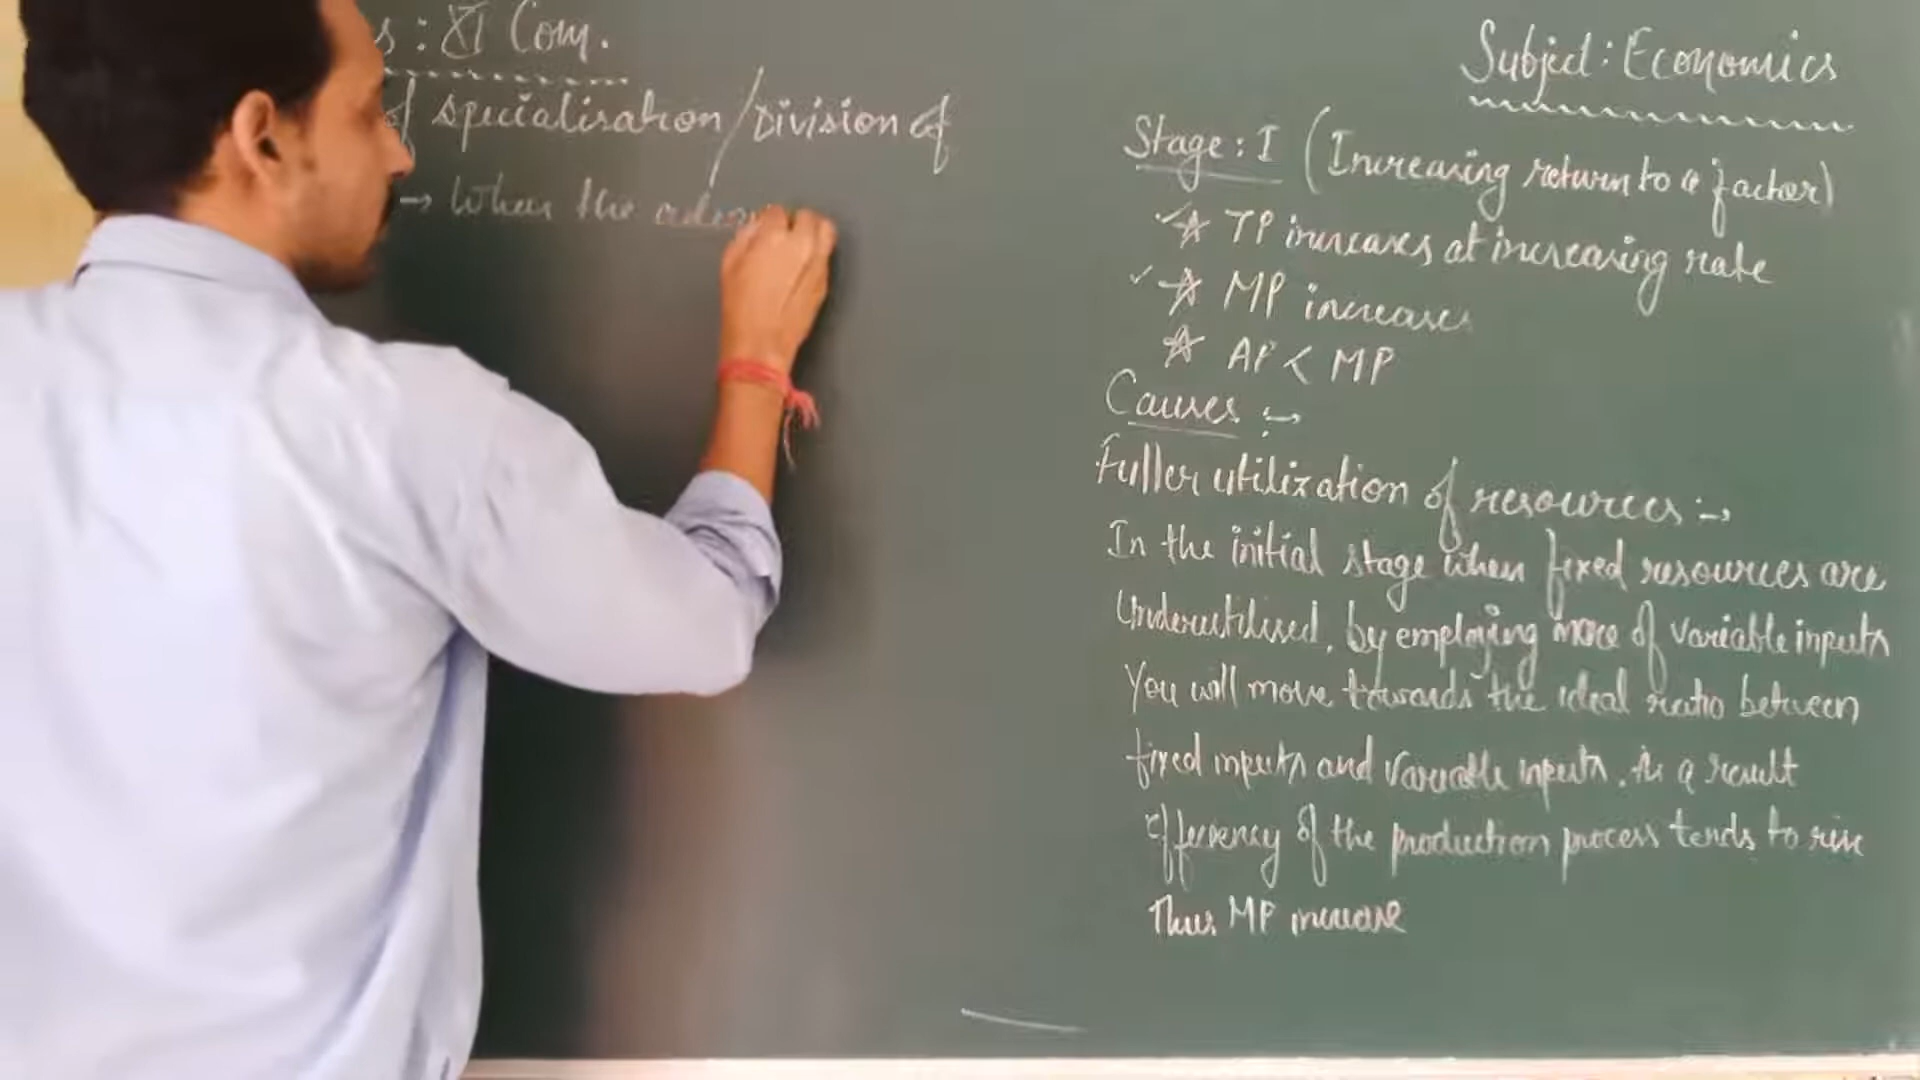 s : XI Com.
of specialisation/Division of
→ When the
Subject : Economics
Stage : I (Increasing return to a factor)
☆ TP increases at increasing rate
☆ MP increases
☆ AP < MP
Causes :→
Fuller utilization of resources :→
In the initial stage when fixed resources are
Underutilised, by employing more of variable inputs
You will move towards the ideal ratio between
fixed inputs and variable inputs. As a result
efficiency of the production process tends to rise
Thus MP increase